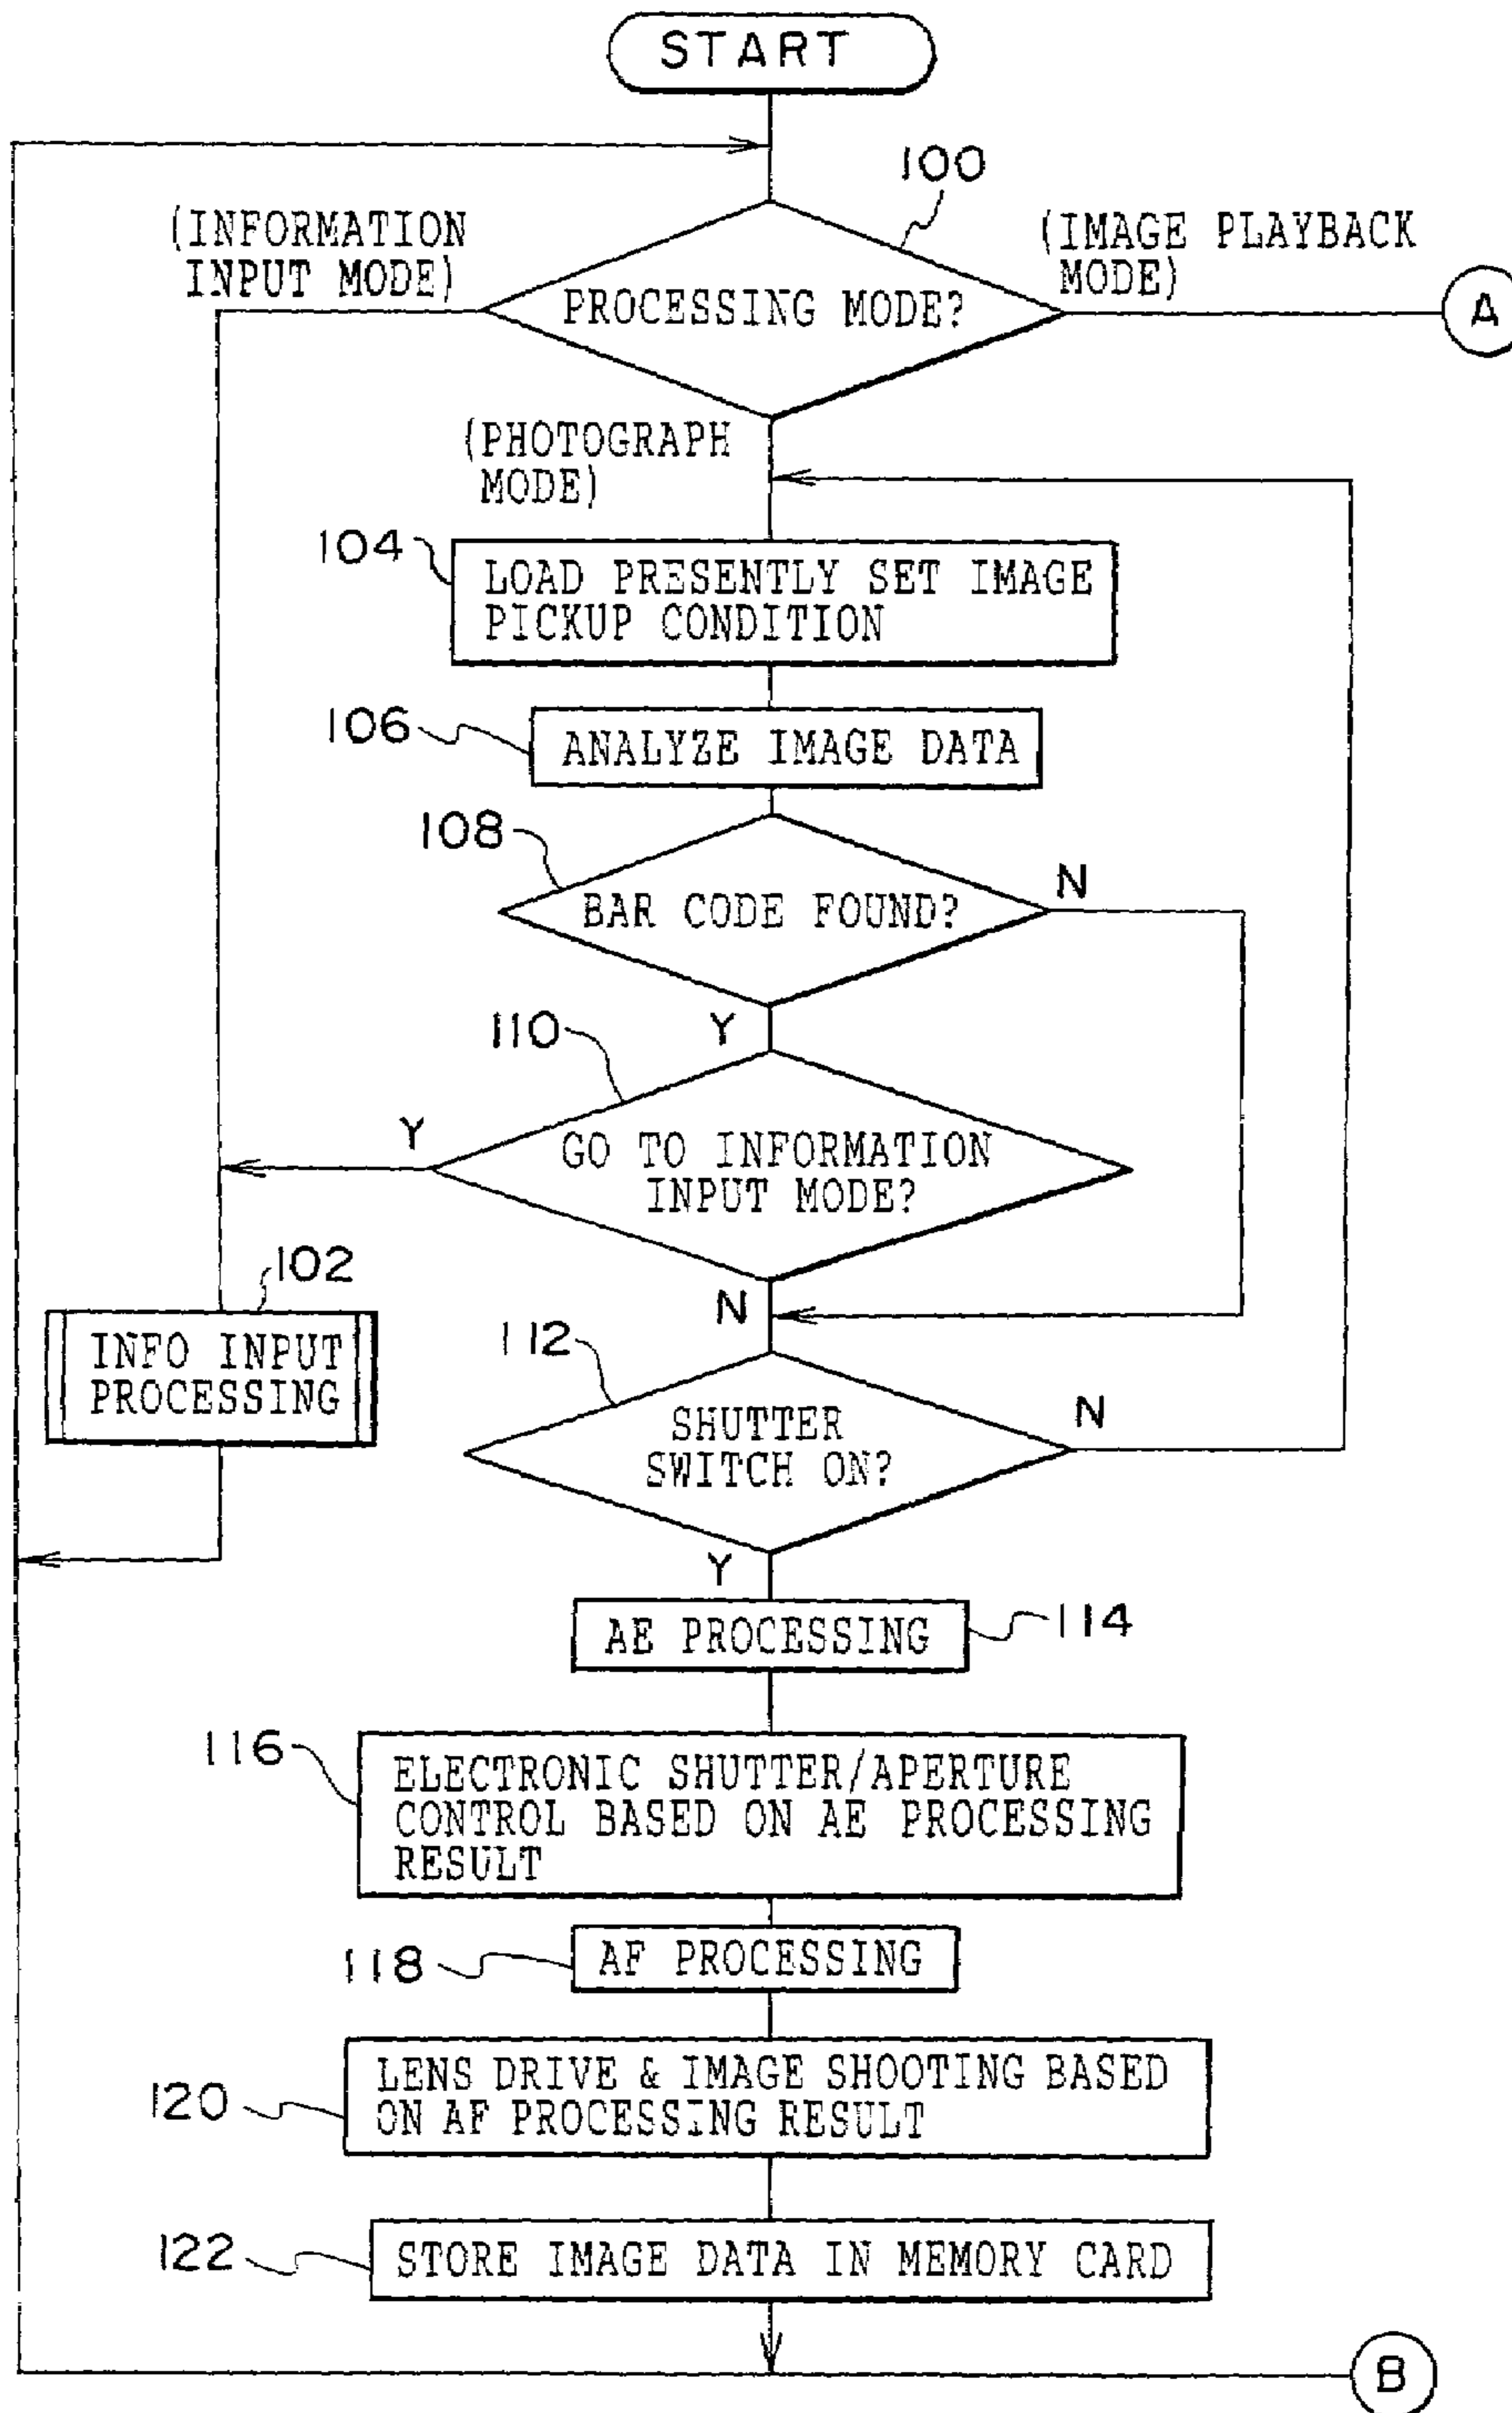 START
100
(INFORMATION
INPUT MODE)
(IMAGE PLAYBACK
MODE)
PROCESSING MODE?
A
(PHOTOGRAPH
MODE)
104
LOAD PRESENTLY SET IMAGE
PICKUP CONDITION
106
ANALYZE IMAGE DATA
108
BAR CODE FOUND?
N
Y
110
Y
GO TO INFORMATION
INPUT MODE?
102
N
INFO INPUT
PROCESSING
112
SHUTTER
SWITCH ON?
N
Y
AE PROCESSING
114
116
ELECTRONIC SHUTTER/APERTURE
CONTROL BASED ON AE PROCESSING
RESULT
118
AF PROCESSING
120
LENS DRIVE & IMAGE SHOOTING BASED
ON AF PROCESSING RESULT
122
STORE IMAGE DATA IN MEMORY CARD
B